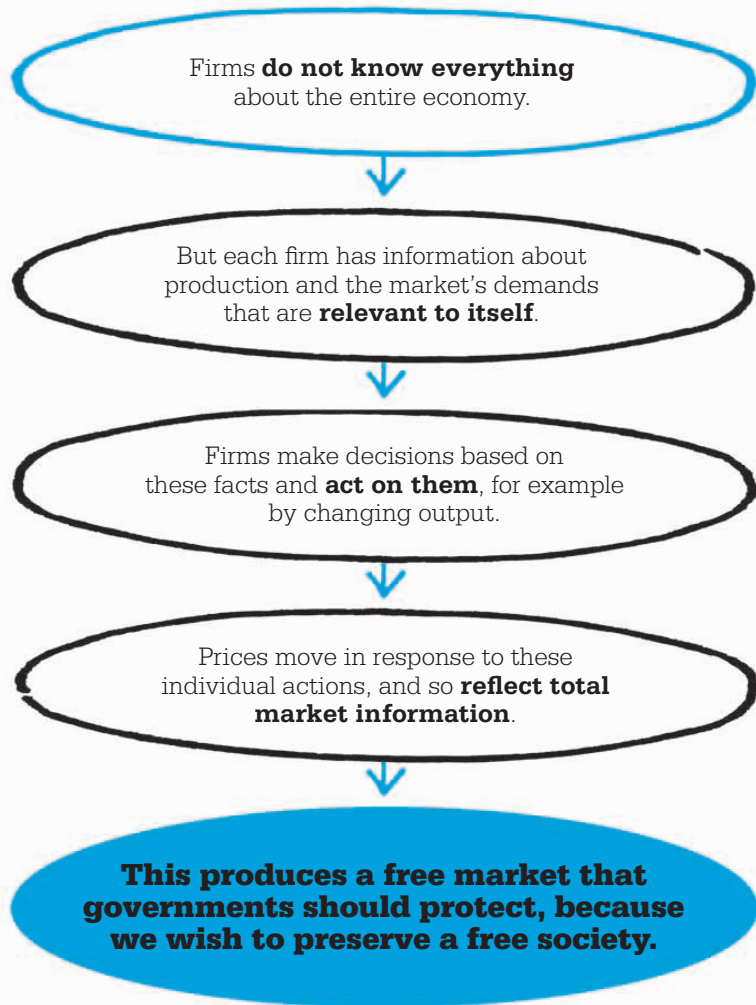 Firms do not know everything
about the entire economy.
But each firm has information about
production and the market’s demands
that are relevant to itself.
Firms make decisions based on
these facts and act on them, for example
by changing output.
Prices move in response to these
individual actions, and so reflect total
market information.
This produces a free market that
governments should protect, because
we wish to preserve a free society.